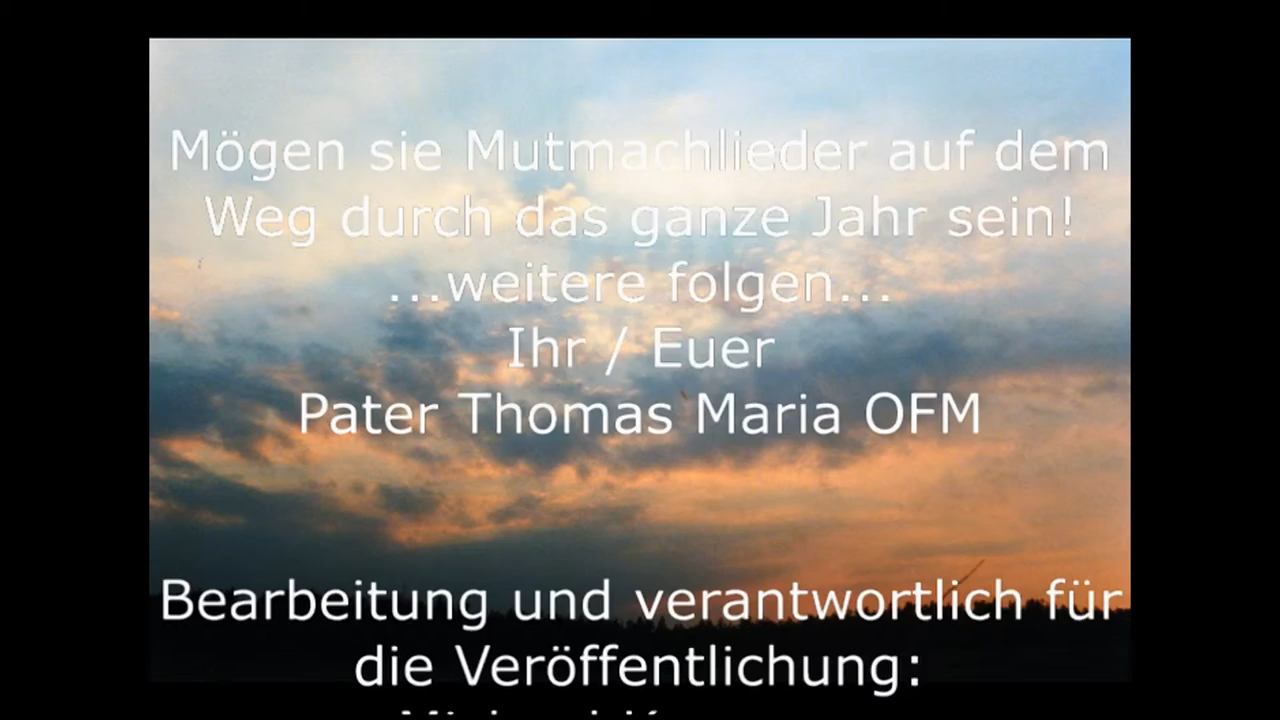 Mögen sie Mutmachlieder auf dem
Weg durch das ganze Jahr sein!
...weitere folgen...
Ihr / Euer
Pater Thomas Maria OFM
Bearbeitung und verantwortlich für
die Veröffentlichung: